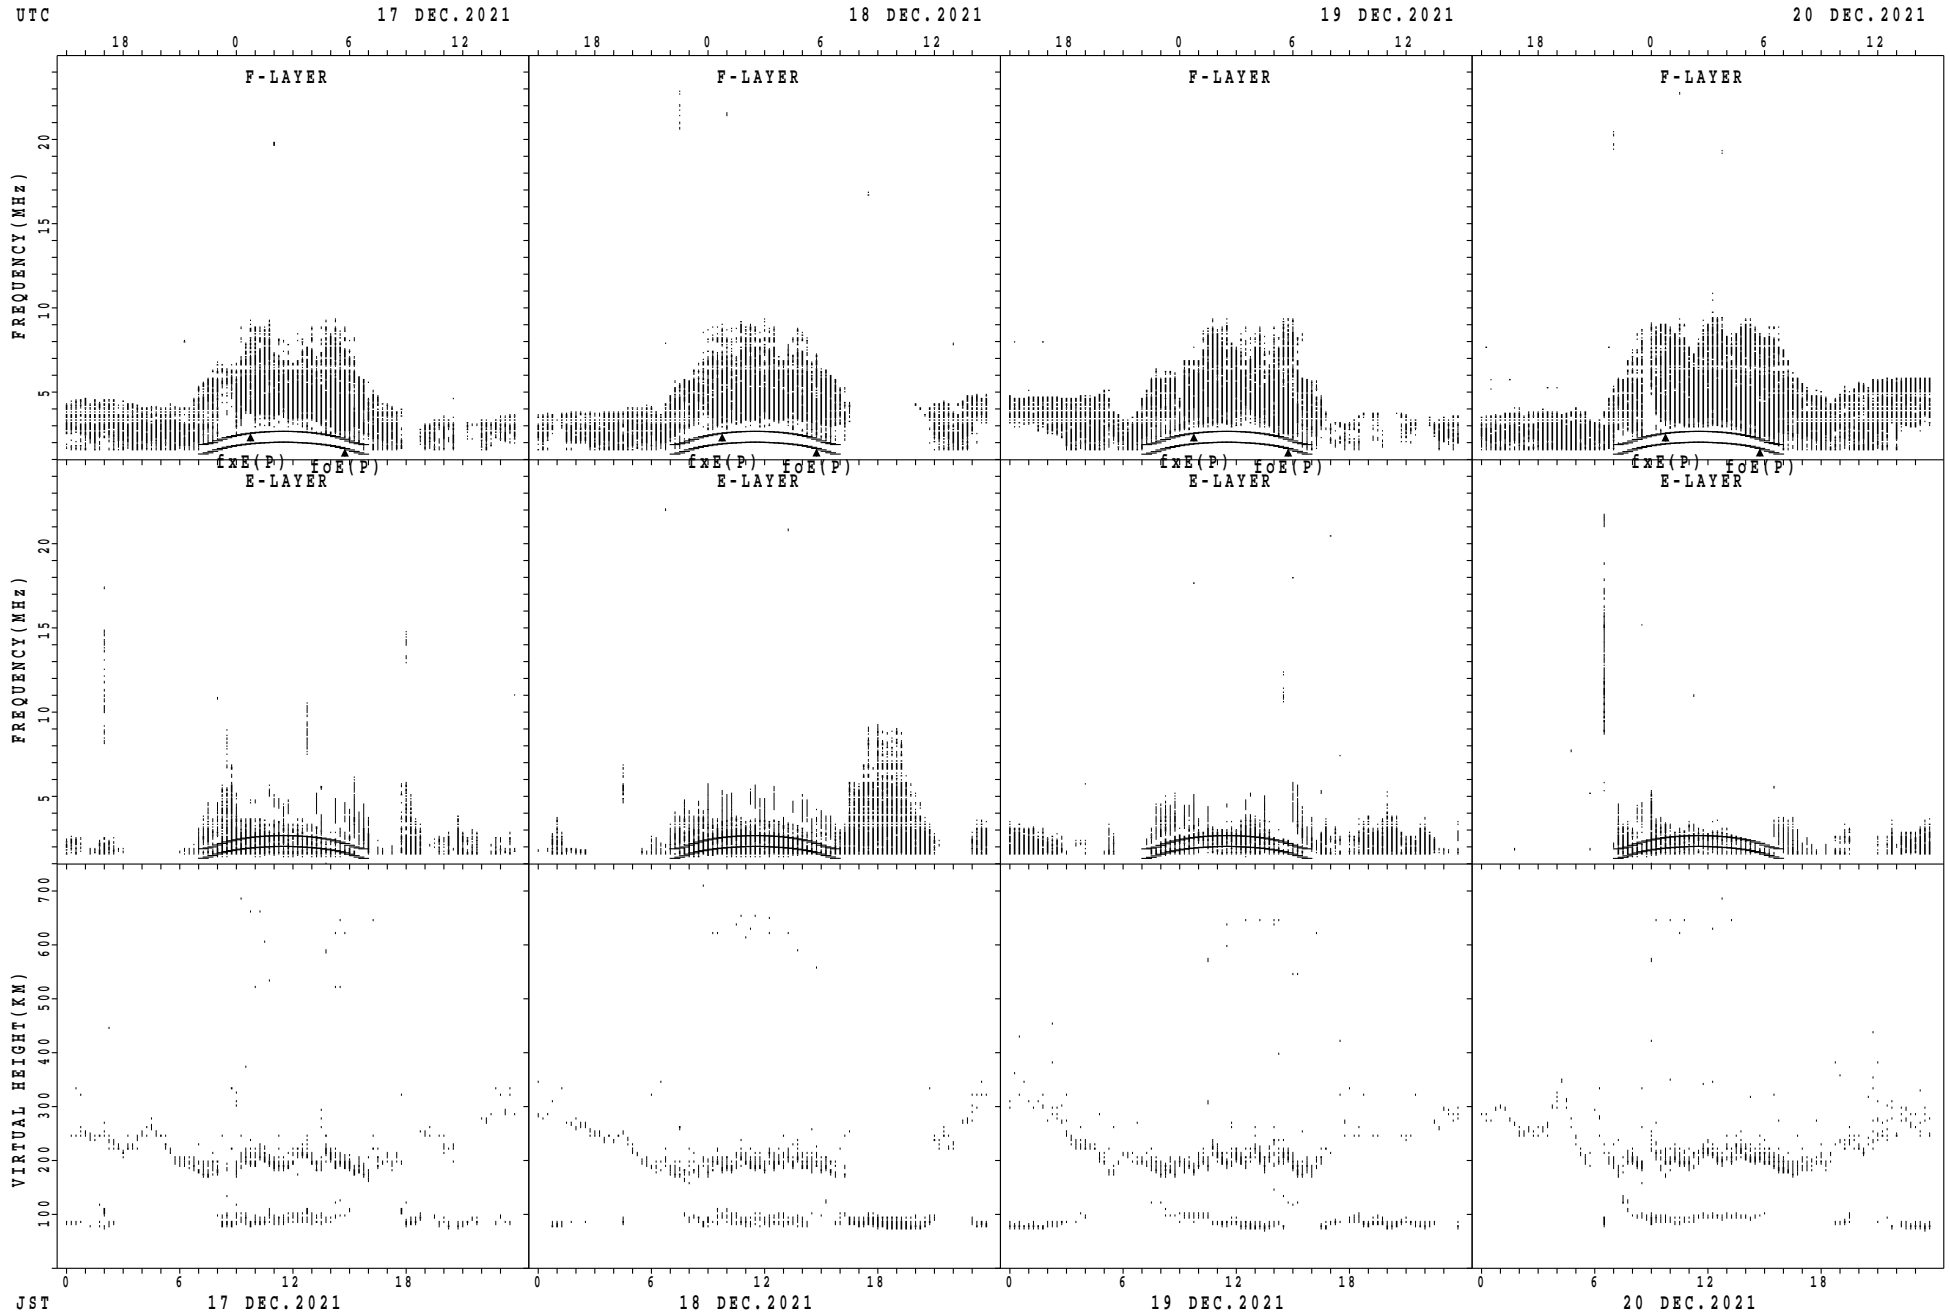 UTC 17 DEC.2021 18 DEC.2021 19 DEC.2021 20 DEC.2021
18 0 6 12 18 0 6 12 18 0 6 12 18 0 6 12
F-LAYER F-LAYER F-LAYER F-LAYER
FREQUENCY(MHz)
20
15
10
5
fxE(P) foE(P) fxE(P) foE(P) fxE(P) foE(P) fxE(P) foE(P)
E-LAYER E-LAYER E-LAYER E-LAYER
FREQUENCY(MHz)
20
15
10
5
VIRTUAL HEIGHT(KM)
700
600
500
400
300
200
100
0 6 12 18 0 6 12 18 0 6 12 18 0 6 12 18
JST 17 DEC.2021 18 DEC.2021 19 DEC.2021 20 DEC.2021